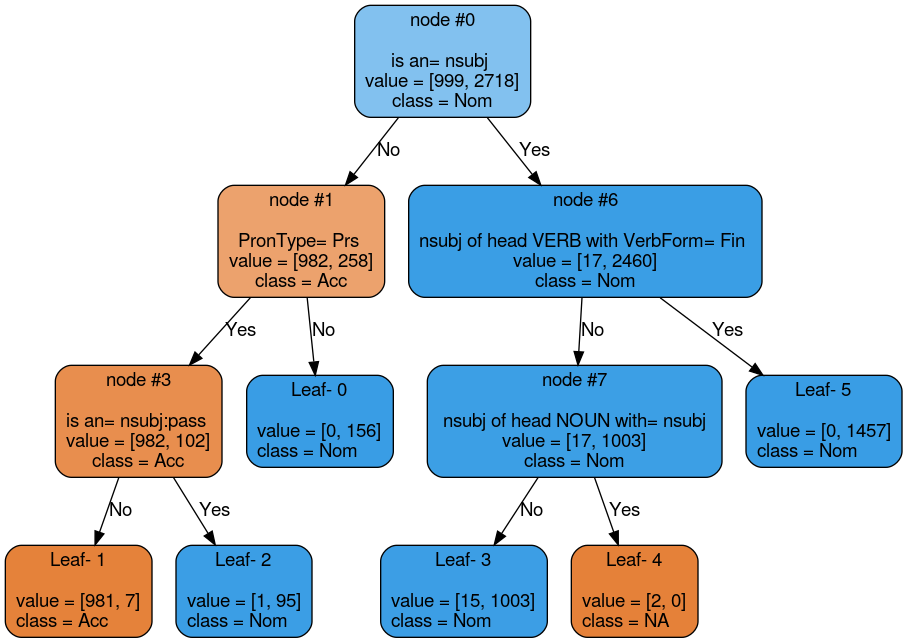 node #0
is an= nsubj
value = [999, 2718]
class = Nom
No
Yes
node #1
PronType= Prs
value = [982, 258]
class = Acc
node #6
nsubj of head VERB with VerbForm= Fin
value = [17, 2460]
class = Nom
Yes
No
No
Yes
node #3
is an= nsubj:pass
value = [982, 102]
class = Acc
Leaf- 0
value = [0, 156]
class = Nom
node #7
nsubj of head NOUN with= nsubj
value = [17, 1003]
class = Nom
Leaf- 5
value = [0, 1457]
class = Nom
No
Yes
No
Yes
Leaf- 1
value = [981, 7]
class = Acc
Leaf- 2
value = [1, 95]
class = Nom
Leaf- 3
value = [15, 1003]
class = Nom
Leaf- 4
value = [2, 0]
class = NA